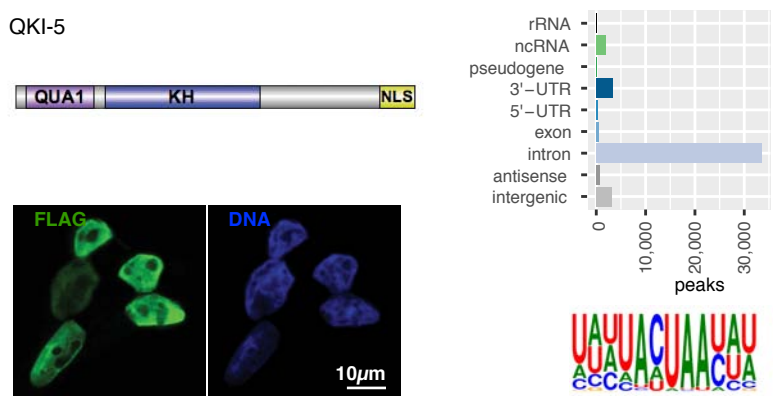 QKI-5
QUA1 KH NLS
FLAG DNA
10µm
rRNA
ncRNA
pseudogene
3'-UTR
5'-UTR
exon
intron
antisense
intergenic
0 10,000 20,000 30,000
peaks
UAUUACUAAUAU